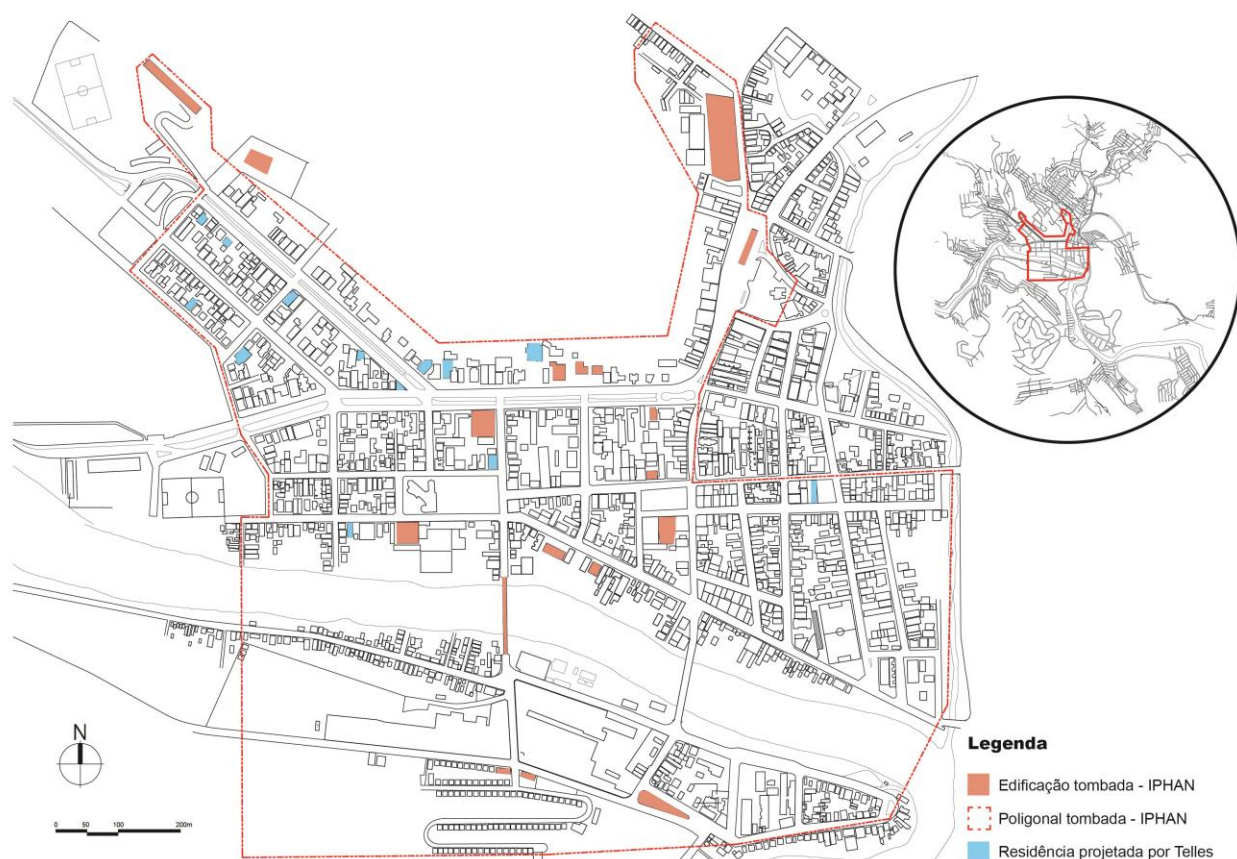 N
0 50 100 200m
Legenda
Edificação tombada - IPHAN
Poligonal tombada - IPHAN
Residência projetada por Telles